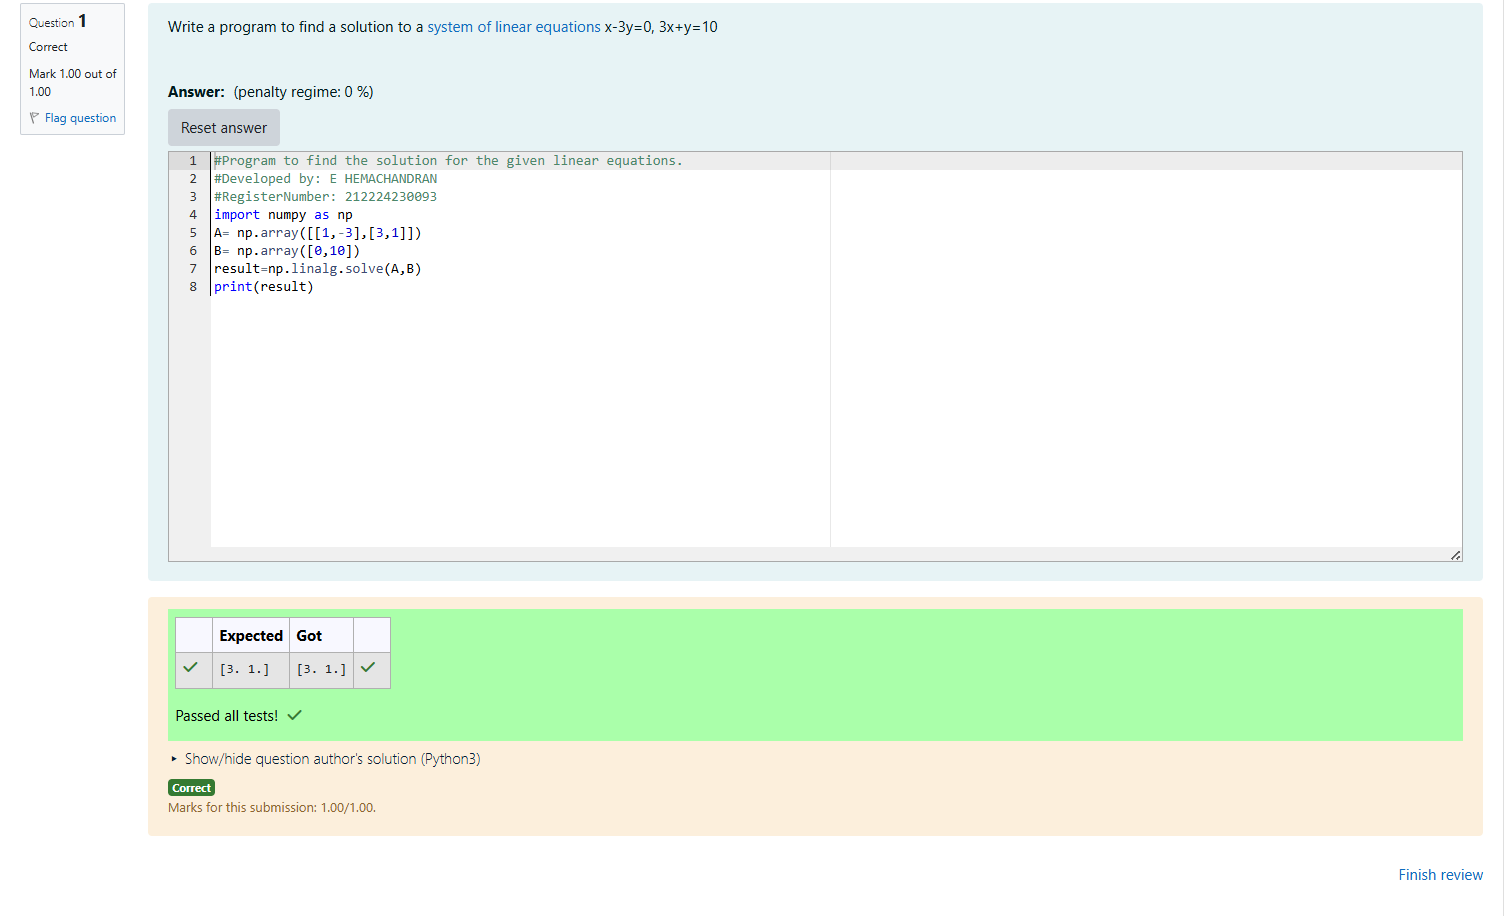 Question 1
Correct
Mark 1.00 out of
1.00
Flag question
Write a program to find a solution to a system of linear equations x-3y=0, 3x+y=10
Answer: (penalty regime: 0 %)
Reset answer
1 #Program to find the solution for the given linear equations.
2 #Developed by: E HEMACHANDRAN
3 #RegisterNumber: 212224230093
4 import numpy as np
5 A= np.array([[1,-3],[3,1]])
6 B= np.array([0,10])
7 result=np.linalg.solve(A,B)
8 print(result)
Expected Got
[3. 1.] [3. 1.]
Passed all tests!
Show/hide question author's solution (Python3)
Correct
Marks for this submission: 1.00/1.00.
Finish review